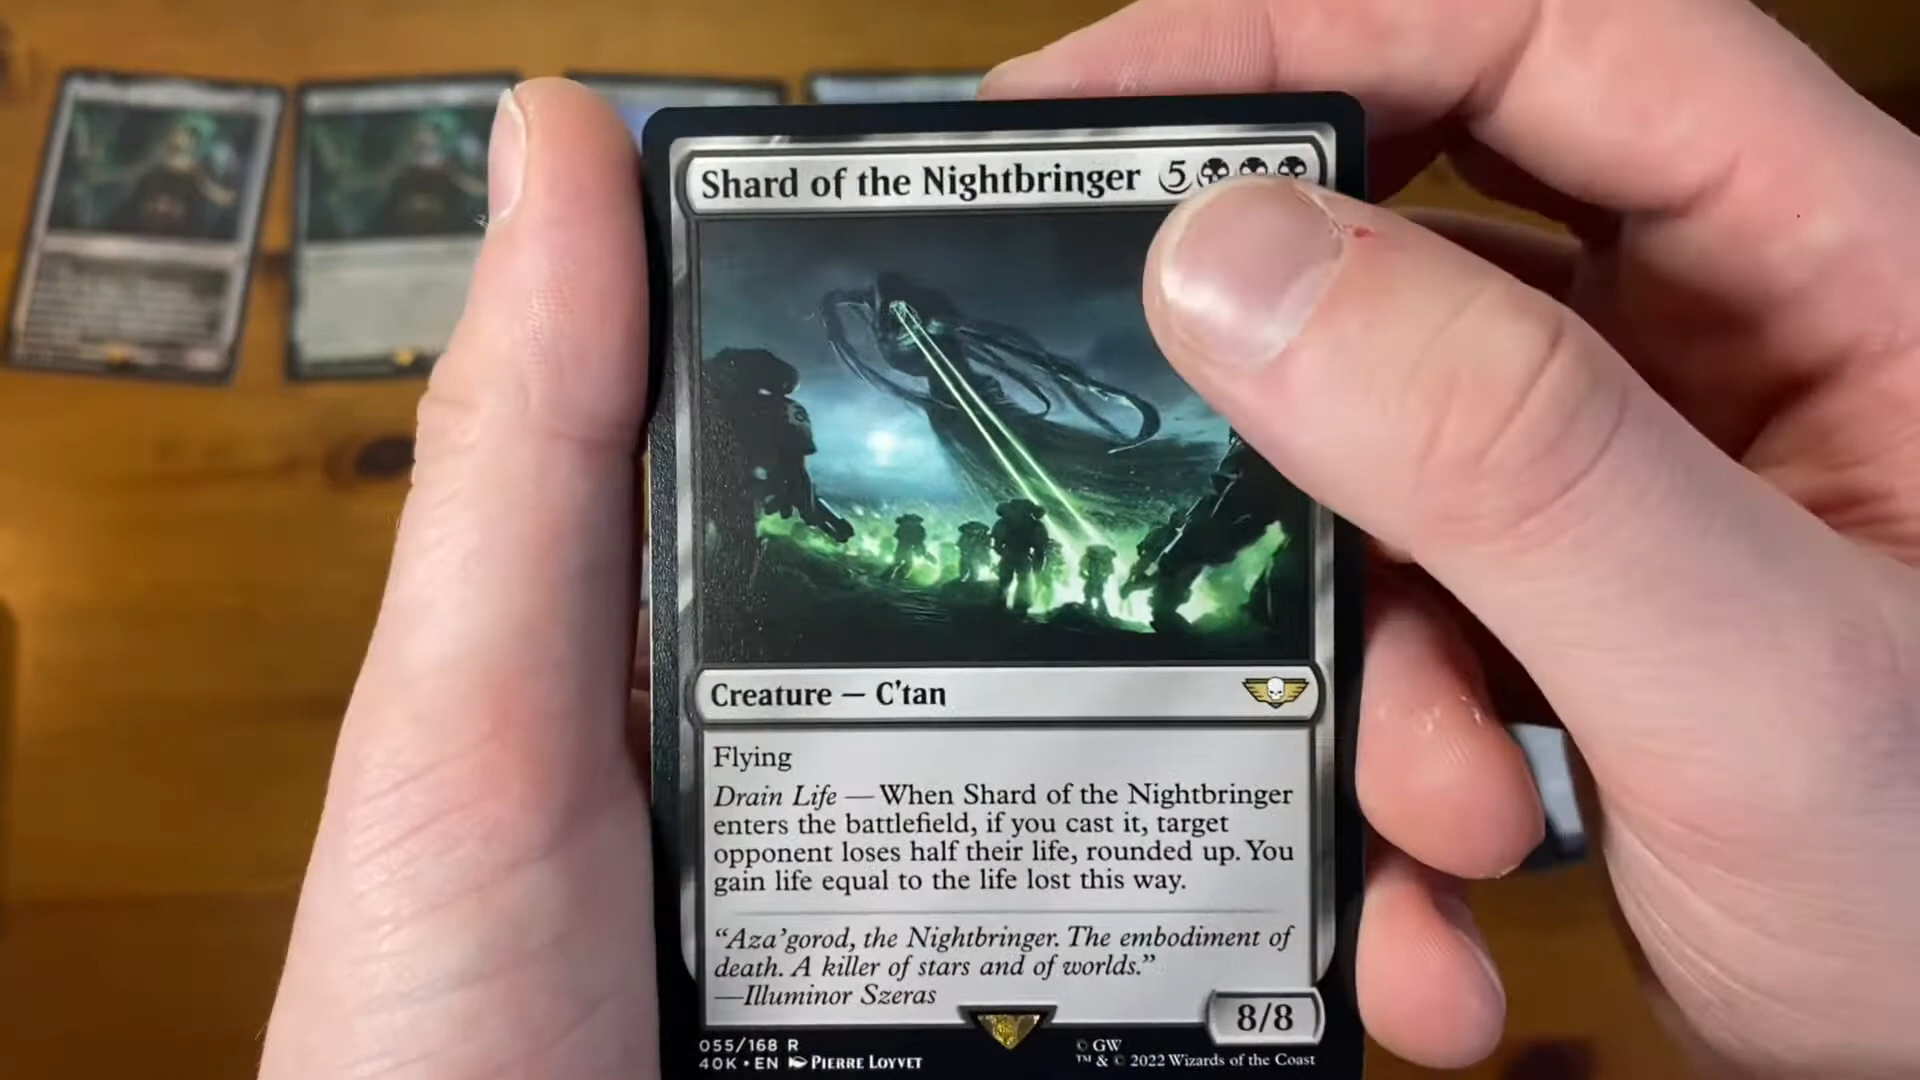 Shard of the Nightbringer 5
Creature — C'tan
Flying
Drain Life — When Shard of the Nightbringer
enters the battlefield, if you cast it, target
opponent loses half their life, rounded up. You
gain life equal to the life lost this way.
“Aza'gorod, the Nightbringer. The embodiment of
death. A killer of stars and of worlds.”
—Illuminor Szeras
8/8
055/168 R
40K • EN PIERRE LOYVET
© GW
™ & © 2022 Wizards of the Coast